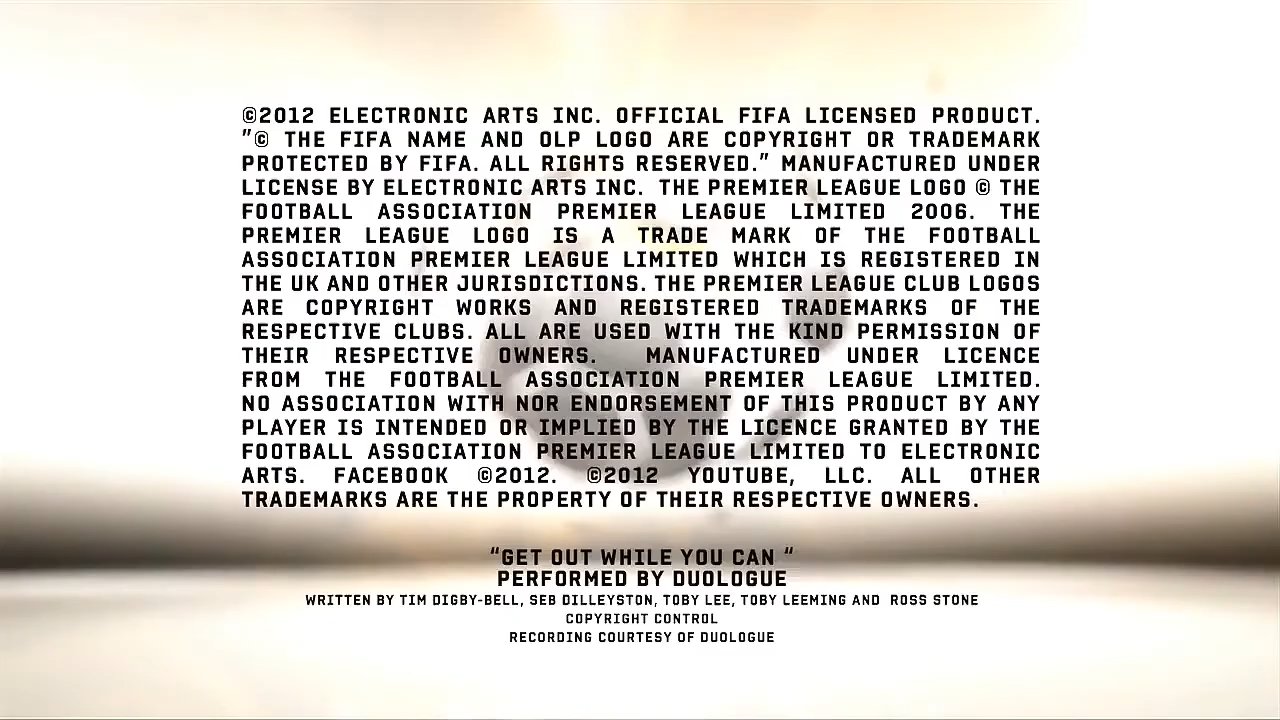 ©2012 ELECTRONIC ARTS INC. OFFICIAL FIFA LICENSED PRODUCT.
"© THE FIFA NAME AND OLP LOGO ARE COPYRIGHT OR TRADEMARK
PROTECTED BY FIFA. ALL RIGHTS RESERVED." MANUFACTURED UNDER
LICENSE BY ELECTRONIC ARTS INC. THE PREMIER LEAGUE LOGO © THE
FOOTBALL ASSOCIATION PREMIER LEAGUE LIMITED 2006. THE
PREMIER LEAGUE LOGO IS A TRADE MARK OF THE FOOTBALL
ASSOCIATION PREMIER LEAGUE LIMITED WHICH IS REGISTERED IN
THE UK AND OTHER JURISDICTIONS. THE PREMIER LEAGUE CLUB LOGOS
ARE COPYRIGHT WORKS AND REGISTERED TRADEMARKS OF THE
RESPECTIVE CLUBS. ALL ARE USED WITH THE KIND PERMISSION OF
THEIR RESPECTIVE OWNERS. MANUFACTURED UNDER LICENCE
FROM THE FOOTBALL ASSOCIATION PREMIER LEAGUE LIMITED.
NO ASSOCIATION WITH NOR ENDORSEMENT OF THIS PRODUCT BY ANY
PLAYER IS INTENDED OR IMPLIED BY THE LICENCE GRANTED BY THE
FOOTBALL ASSOCIATION PREMIER LEAGUE LIMITED TO ELECTRONIC
ARTS. FACEBOOK ©2012. ©2012 YOUTUBE, LLC. ALL OTHER
TRADEMARKS ARE THE PROPERTY OF THEIR RESPECTIVE OWNERS.
"GET OUT WHILE YOU CAN "
PERFORMED BY DUOLOGUE
WRITTEN BY TIM DIGBY-BELL, SEB DILLEYSTON, TOBY LEE, TOBY LEEMING AND ROSS STONE
COPYRIGHT CONTROL
RECORDING COURTESY OF DUOLOGUE